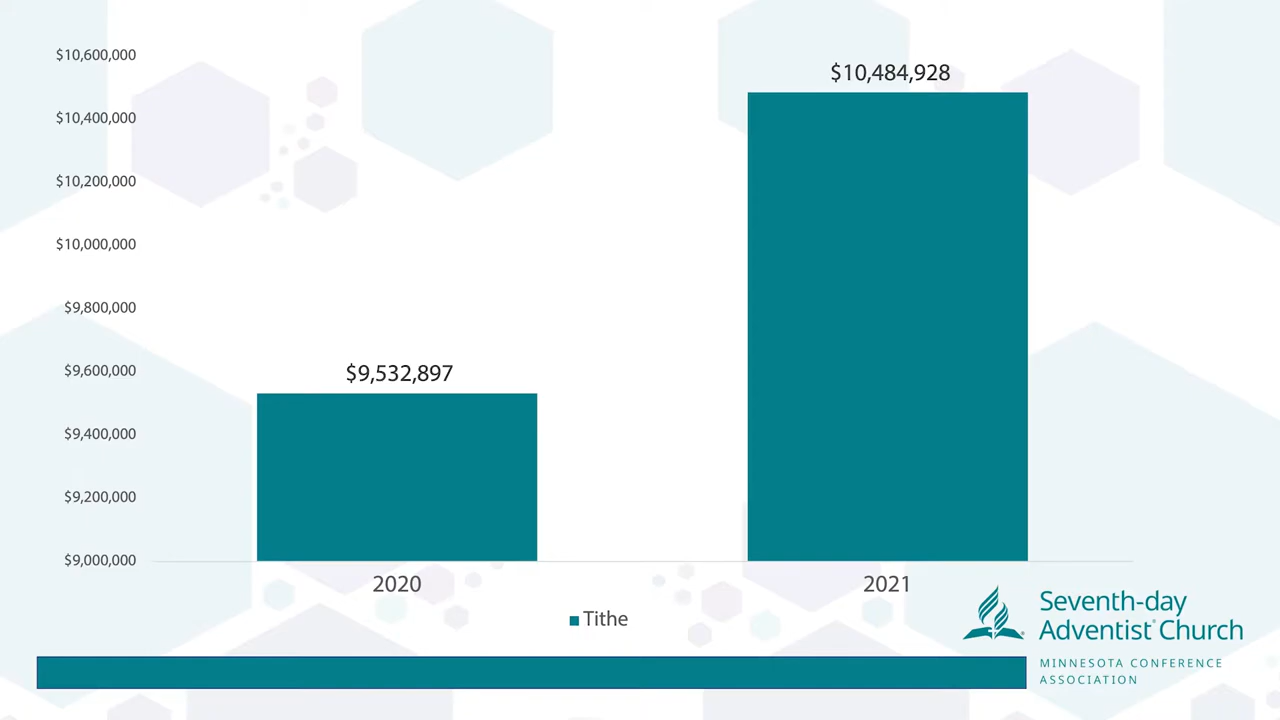 $10,600,000
$10,400,000
$10,200,000
$10,000,000
$9,800,000
$9,600,000
$9,400,000
$9,200,000
$9,000,000
$9,532,897
$10,484,928
2020
2021
Tithe
Seventh-day
Adventist® Church
MINNESOTA CONFERENCE
ASSOCIATION